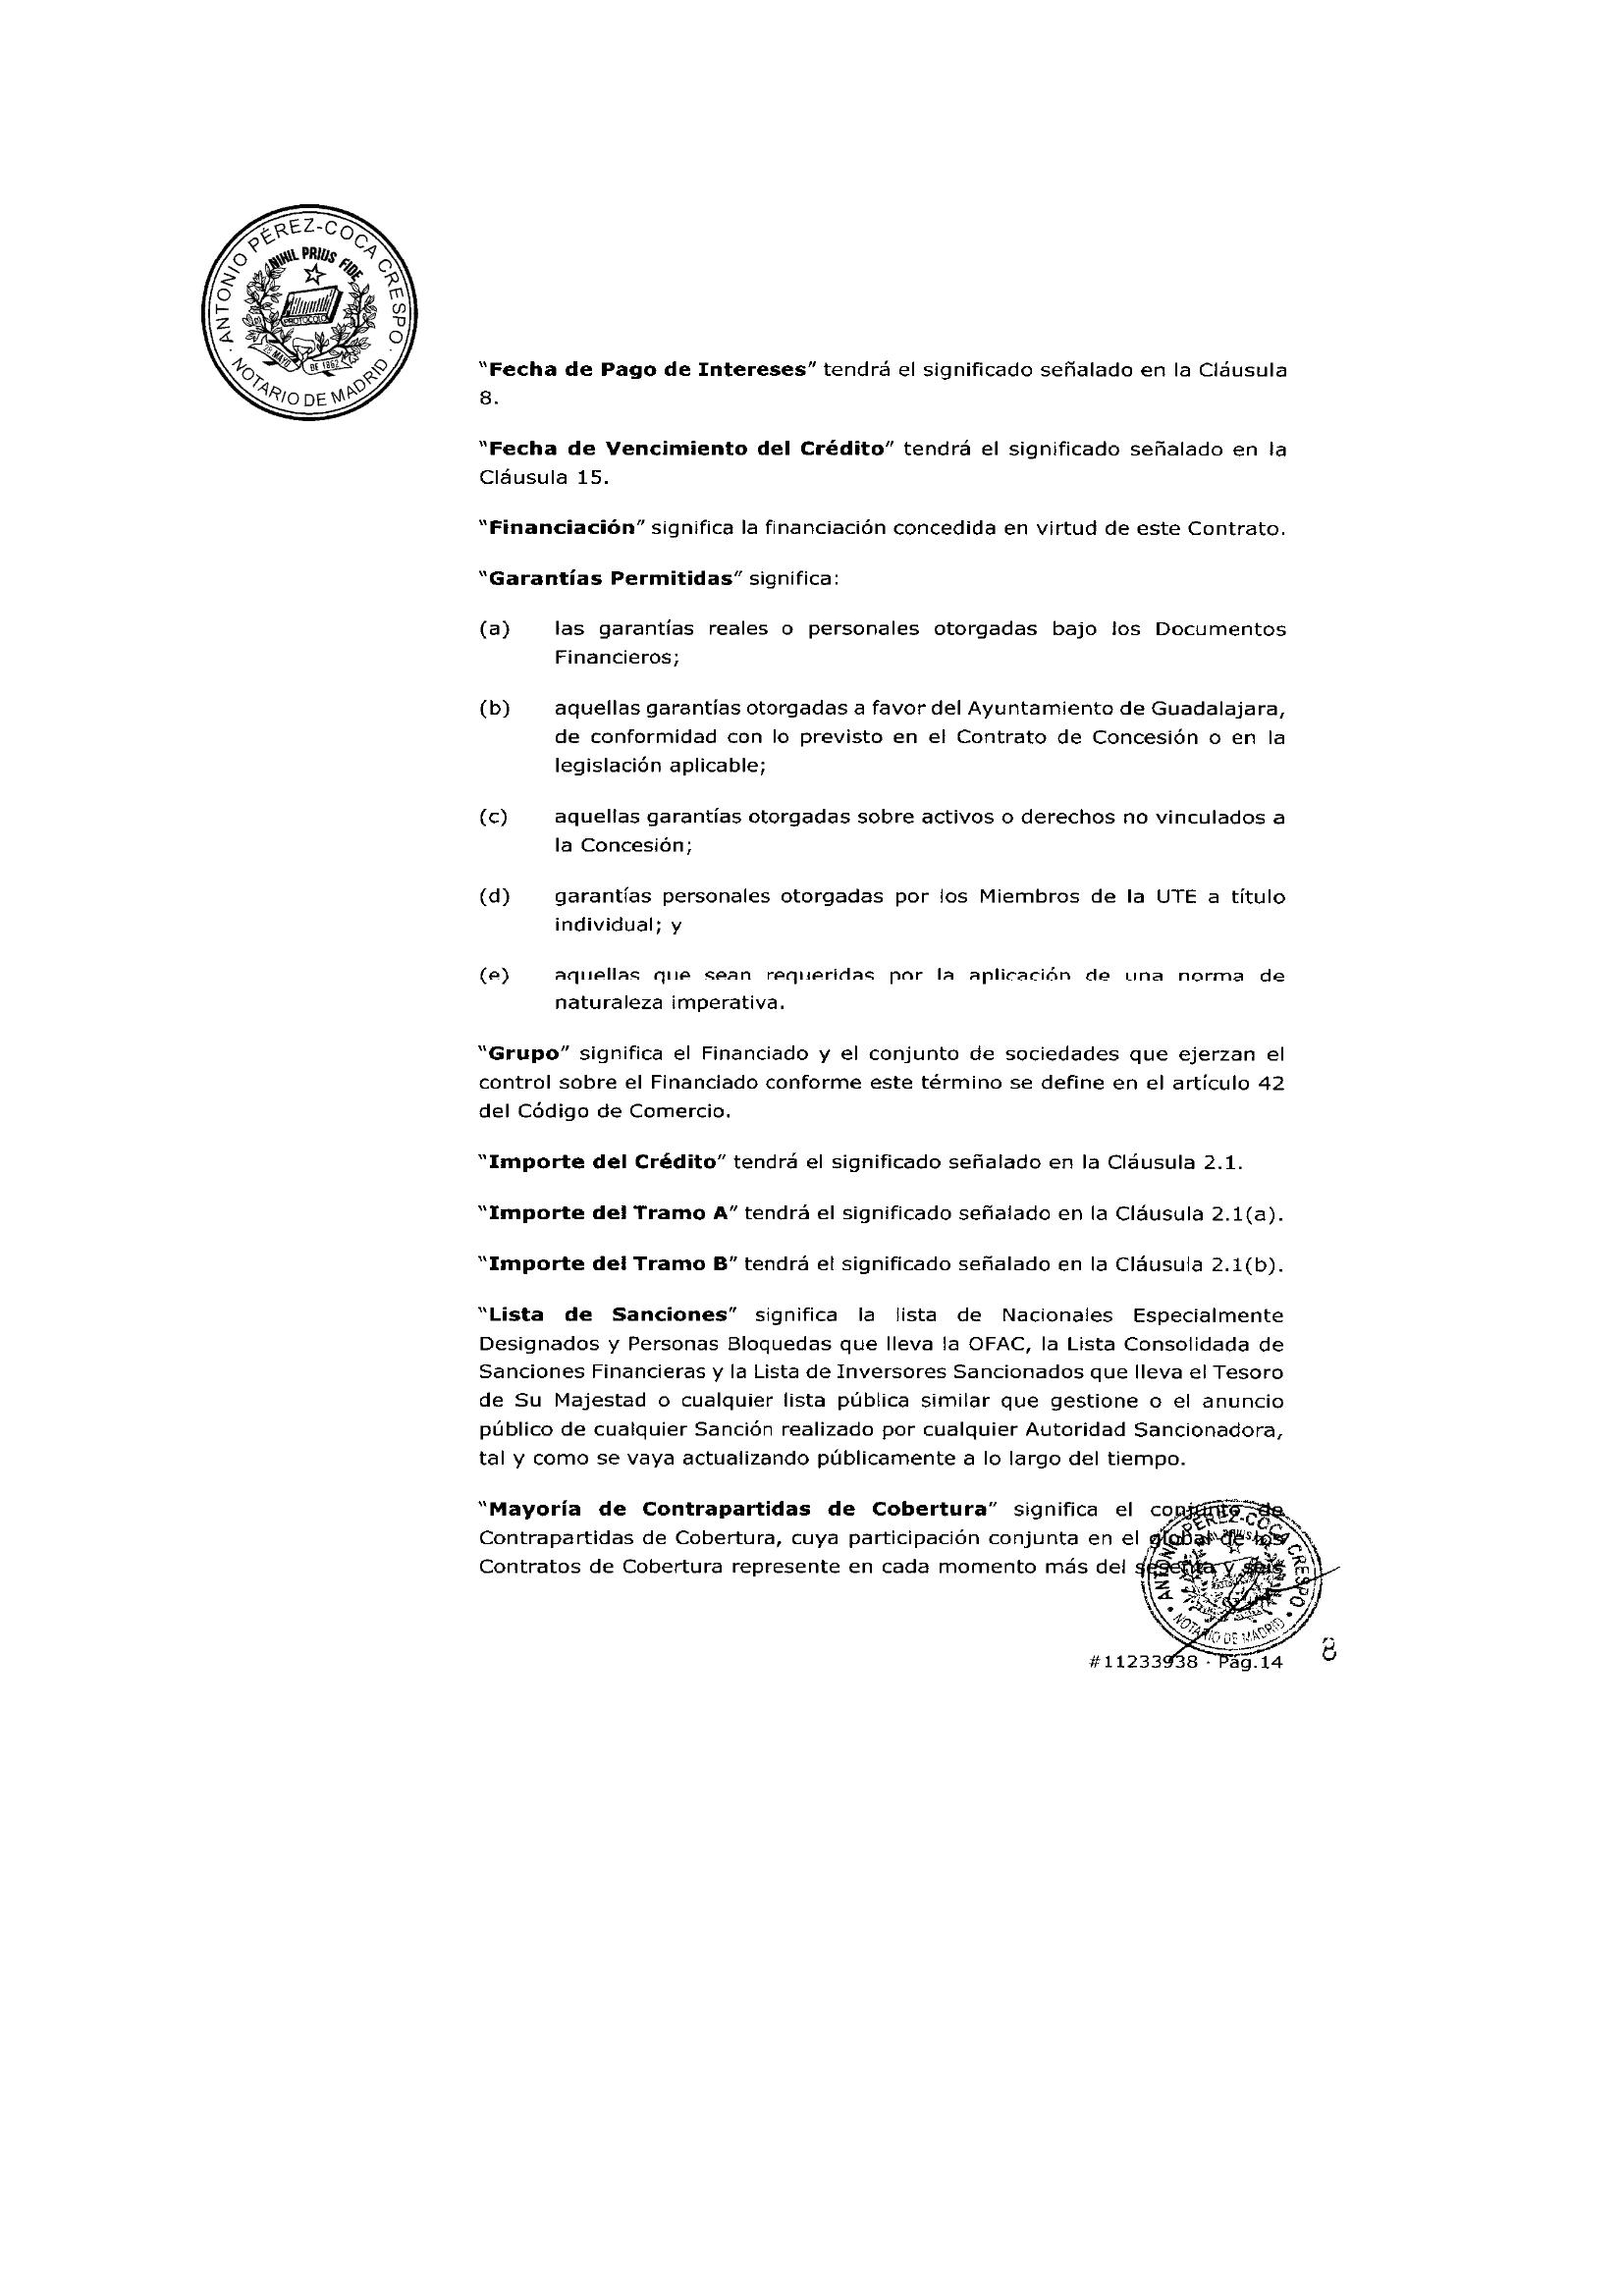 ANTONIO PÉREZ-COCA CRESPO
NIHIL PRIUS FIDE
PROTOCOLO
28 MAYO DE 1862
NOTARIO DE MADRID
"Fecha de Pago de Intereses" tendrá el significado señalado en la Cláusula
8.
"Fecha de Vencimiento del Crédito" tendrá el significado señalado en la
Cláusula 15.
"Financiación" significa la financiación concedida en virtud de este Contrato.
"Garantías Permitidas" significa:
(a) las garantías reales o personales otorgadas bajo los Documentos
Financieros;
(b) aquellas garantías otorgadas a favor del Ayuntamiento de Guadalajara,
de conformidad con lo previsto en el Contrato de Concesión o en la
legislación aplicable;
(c) aquellas garantías otorgadas sobre activos o derechos no vinculados a
la Concesión;
(d) garantías personales otorgadas por los Miembros de la UTE a título
individual; y
(e) aquellas que sean requeridas por la aplicación de una norma de
naturaleza imperativa.
"Grupo" significa el Financiado y el conjunto de sociedades que ejerzan el
control sobre el Financiado conforme este término se define en el artículo 42
del Código de Comercio.
"Importe del Crédito" tendrá el significado señalado en la Cláusula 2.1.
"Importe del Tramo A" tendrá el significado señalado en la Cláusula 2.1(a).
"Importe del Tramo B" tendrá el significado señalado en la Cláusula 2.1(b).
"Lista de Sanciones" significa la lista de Nacionales Especialmente
Designados y Personas Bloquedas que lleva la OFAC, la Lista Consolidada de
Sanciones Financieras y la Lista de Inversores Sancionados que lleva el Tesoro
de Su Majestad o cualquier lista pública similar que gestione o el anuncio
público de cualquier Sanción realizado por cualquier Autoridad Sancionadora,
tal y como se vaya actualizando públicamente a lo largo del tiempo.
"Mayoría de Contrapartidas de Cobertura" significa el conjunto de
Contrapartidas de Cobertura, cuya participación conjunta en el global de los
Contratos de Cobertura represente en cada momento más del sesenta y seis
NOTARIO DE MADRID
#11233938 - Pág.14
8